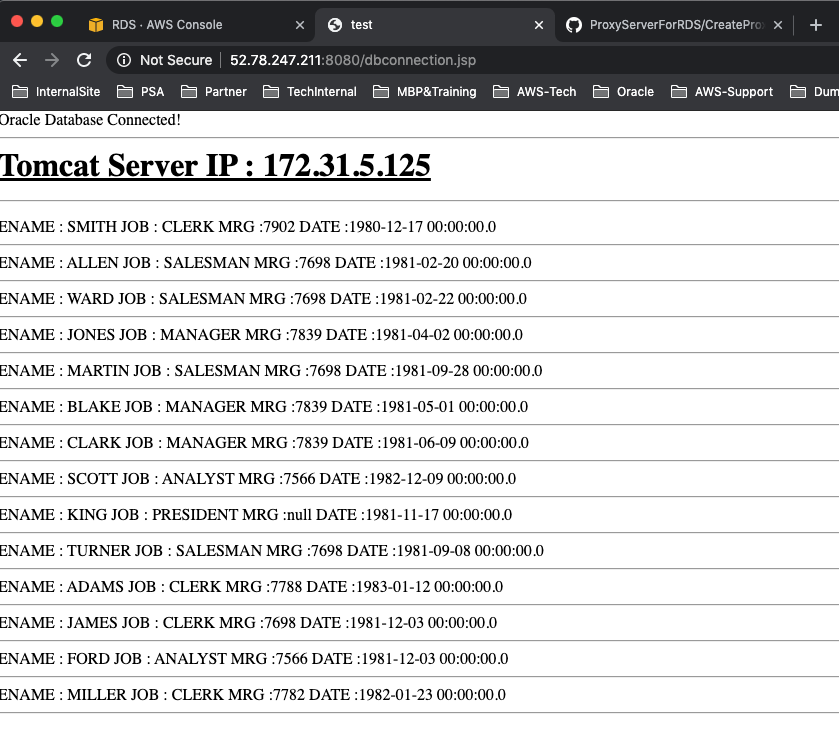 RDS · AWS Console
test
ProxyServerForRDS/CreatePro
Not Secure
52.78.247.211:8080/dbconnection.jsp
InternalSite
PSA
Partner
TechInternal
MBP&Training
AWS-Tech
Oracle
AWS-Support
Dum
Oracle Database Connected!
Tomcat Server IP : 172.31.5.125
ENAME : SMITH JOB : CLERK MRG :7902 DATE :1980-12-17 00:00:00.0
ENAME : ALLEN JOB : SALESMAN MRG :7698 DATE :1981-02-20 00:00:00.0
ENAME : WARD JOB : SALESMAN MRG :7698 DATE :1981-02-22 00:00:00.0
ENAME : JONES JOB : MANAGER MRG :7839 DATE :1981-04-02 00:00:00.0
ENAME : MARTIN JOB : SALESMAN MRG :7698 DATE :1981-09-28 00:00:00.0
ENAME : BLAKE JOB : MANAGER MRG :7839 DATE :1981-05-01 00:00:00.0
ENAME : CLARK JOB : MANAGER MRG :7839 DATE :1981-06-09 00:00:00.0
ENAME : SCOTT JOB : ANALYST MRG :7566 DATE :1982-12-09 00:00:00.0
ENAME : KING JOB : PRESIDENT MRG :null DATE :1981-11-17 00:00:00.0
ENAME : TURNER JOB : SALESMAN MRG :7698 DATE :1981-09-08 00:00:00.0
ENAME : ADAMS JOB : CLERK MRG :7788 DATE :1983-01-12 00:00:00.0
ENAME : JAMES JOB : CLERK MRG :7698 DATE :1981-12-03 00:00:00.0
ENAME : FORD JOB : ANALYST MRG :7566 DATE :1981-12-03 00:00:00.0
ENAME : MILLER JOB : CLERK MRG :7782 DATE :1982-01-23 00:00:00.0